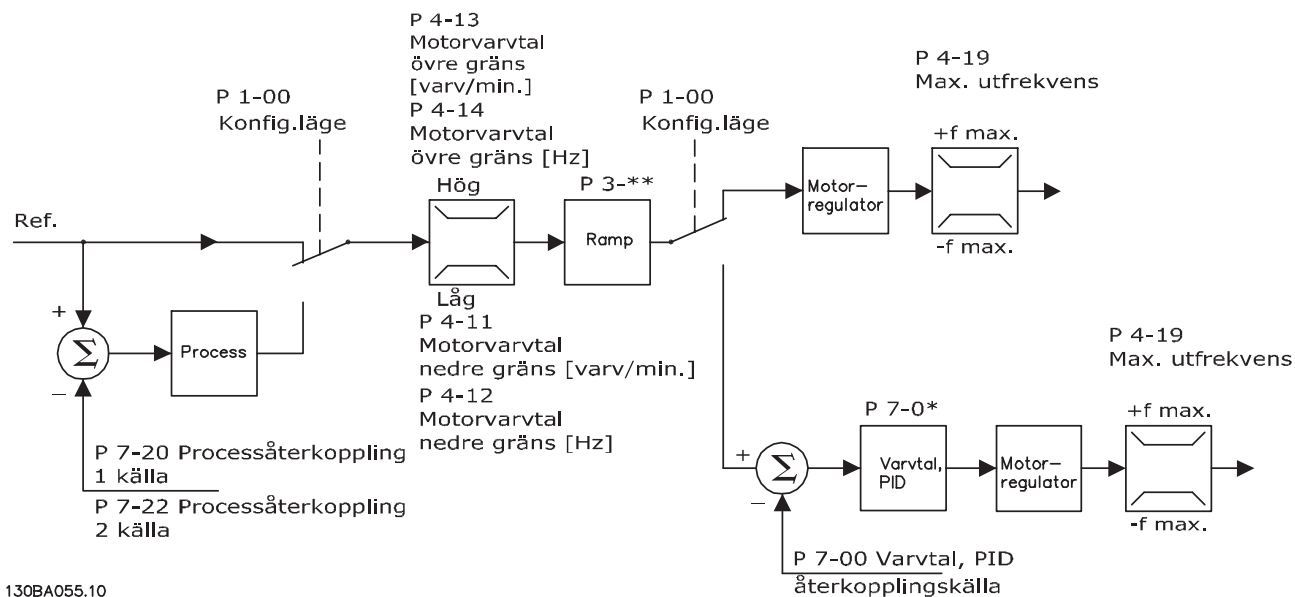 P 4-13
Motorvarvtal
övre gräns
[varv/min.]
P 4-14
Motorvarvtal
övre gräns [Hz]
P 1-00
Konfig.läge
P 1-00
Konfig.läge
P 4-19
Max. utfrekvens
+f max.
Hög
P 3-**
Motor-
regulator
Ref.
Ramp
-f max.
Låg
+
Σ
Process
−
P 4-11
Motorvarvtal
nedre gräns [varv/min.]
P 4-12
Motorvarvtal
nedre gräns [Hz]
P 4-19
Max. utfrekvens
P 7-0*
+f max.
P 7-20 Processåterkoppling
1 källa
P 7-22 Processåterkoppling
2 källa
+
Σ
Varvtal,
PID
Motor-
regulator
−
-f max.
P 7-00 Varvtal, PID
återkopplingskälla
130BA055.10